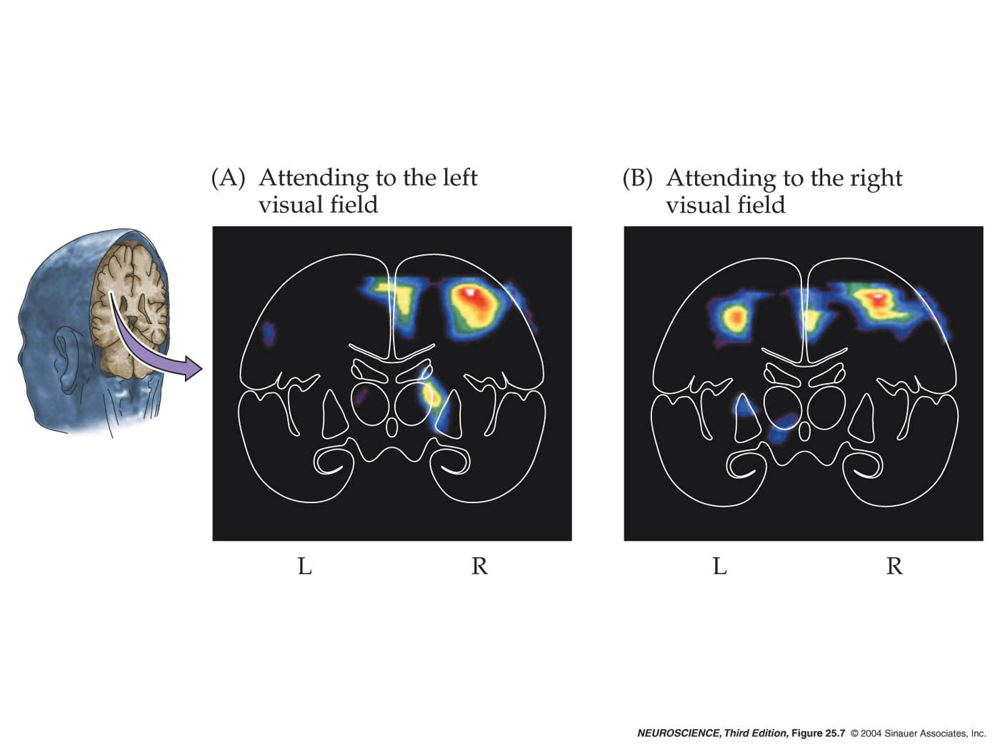 (A) Attending to the left
visual field
(B) Attending to the right
visual field
L
R
L
R
NEUROSCIENCE, Third Edition, Figure 25.7 © 2004 Sinauer Associates, Inc.